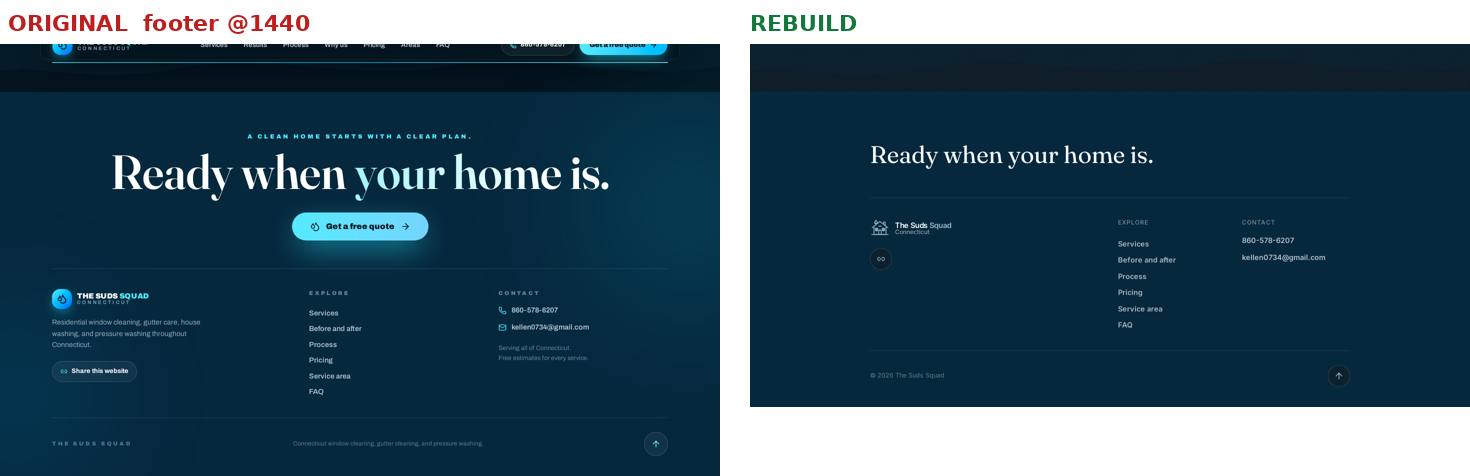 ORIGINAL footer @1440
REBUILD
CONNECTICUT
Services Results Process Why us Pricing Areas FAQ
860-578-6207
Get a free quote
A CLEAN HOME STARTS WITH A CLEAR PLAN.
Ready when your home is.
Get a free quote
THE SUDS SQUAD
CONNECTICUT
Residential window cleaning, gutter care, house
washing, and pressure washing throughout
Connecticut.
Share this website
EXPLORE
Services
Before and after
Process
Pricing
Service area
FAQ
CONTACT
860-578-6207
kellen0734@gmail.com
Serving all of Connecticut.
Free estimates for every service.
THE SUDS SQUAD
Connecticut window cleaning, gutter cleaning, and pressure washing.
Ready when your home is.
The Suds Squad
Connecticut
EXPLORE
Services
Before and after
Process
Pricing
Service area
FAQ
CONTACT
860-578-6207
kellen0734@gmail.com
© 2026 The Suds Squad